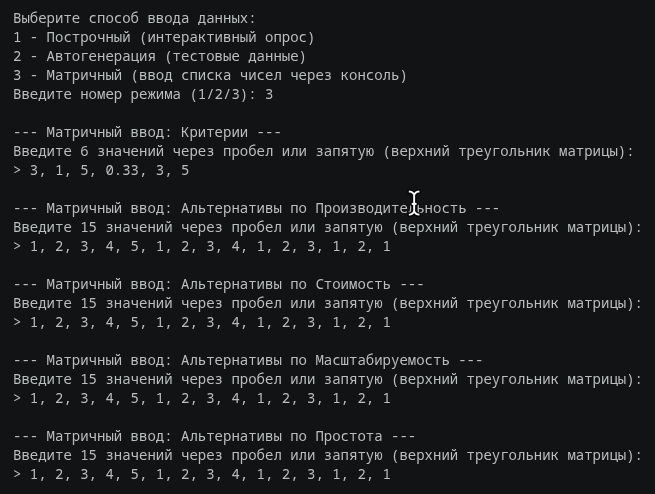 Выберите способ ввода данных:
1 - Построчный (интерактивный опрос)
2 - Автогенерация (тестовые данные)
3 - Матричный (ввод списка чисел через консоль)
Введите номер режима (1/2/3): 3
--- Матричный ввод: Критерии ---
Введите 6 значений через пробел или запятую (верхний треугольник матрицы):
> 3, 1, 5, 0.33, 3, 5
--- Матричный ввод: Альтернативы по Производительность ---
Введите 15 значений через пробел или запятую (верхний треугольник матрицы):
> 1, 2, 3, 4, 5, 1, 2, 3, 4, 1, 2, 3, 1, 2, 1
--- Матричный ввод: Альтернативы по Стоимость ---
Введите 15 значений через пробел или запятую (верхний треугольник матрицы):
> 1, 2, 3, 4, 5, 1, 2, 3, 4, 1, 2, 3, 1, 2, 1
--- Матричный ввод: Альтернативы по Масштабируемость ---
Введите 15 значений через пробел или запятую (верхний треугольник матрицы):
> 1, 2, 3, 4, 5, 1, 2, 3, 4, 1, 2, 3, 1, 2, 1
--- Матричный ввод: Альтернативы по Простота ---
Введите 15 значений через пробел или запятую (верхний треугольник матрицы):
> 1, 2, 3, 4, 5, 1, 2, 3, 4, 1, 2, 3, 1, 2, 1